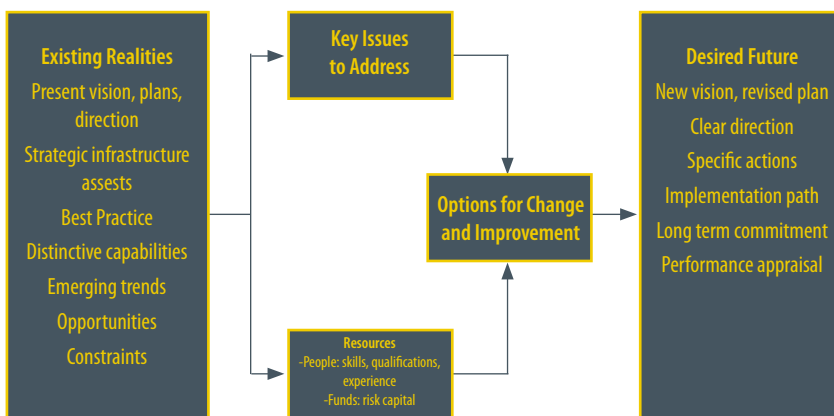 Existing Realities
Present vision, plans,
direction
Strategic infrastructure
assests
Best Practice
Distinctive capabilities
Emerging trends
Opportunities
Constraints
Key Issues
to Address
Resources
-People: skills, qualifications,
experience
-Funds: risk capital
Options for Change
and Improvement
Desired Future
New vision, revised plan
Clear direction
Specific actions
Implementation path
Long term commitment
Performance appraisal